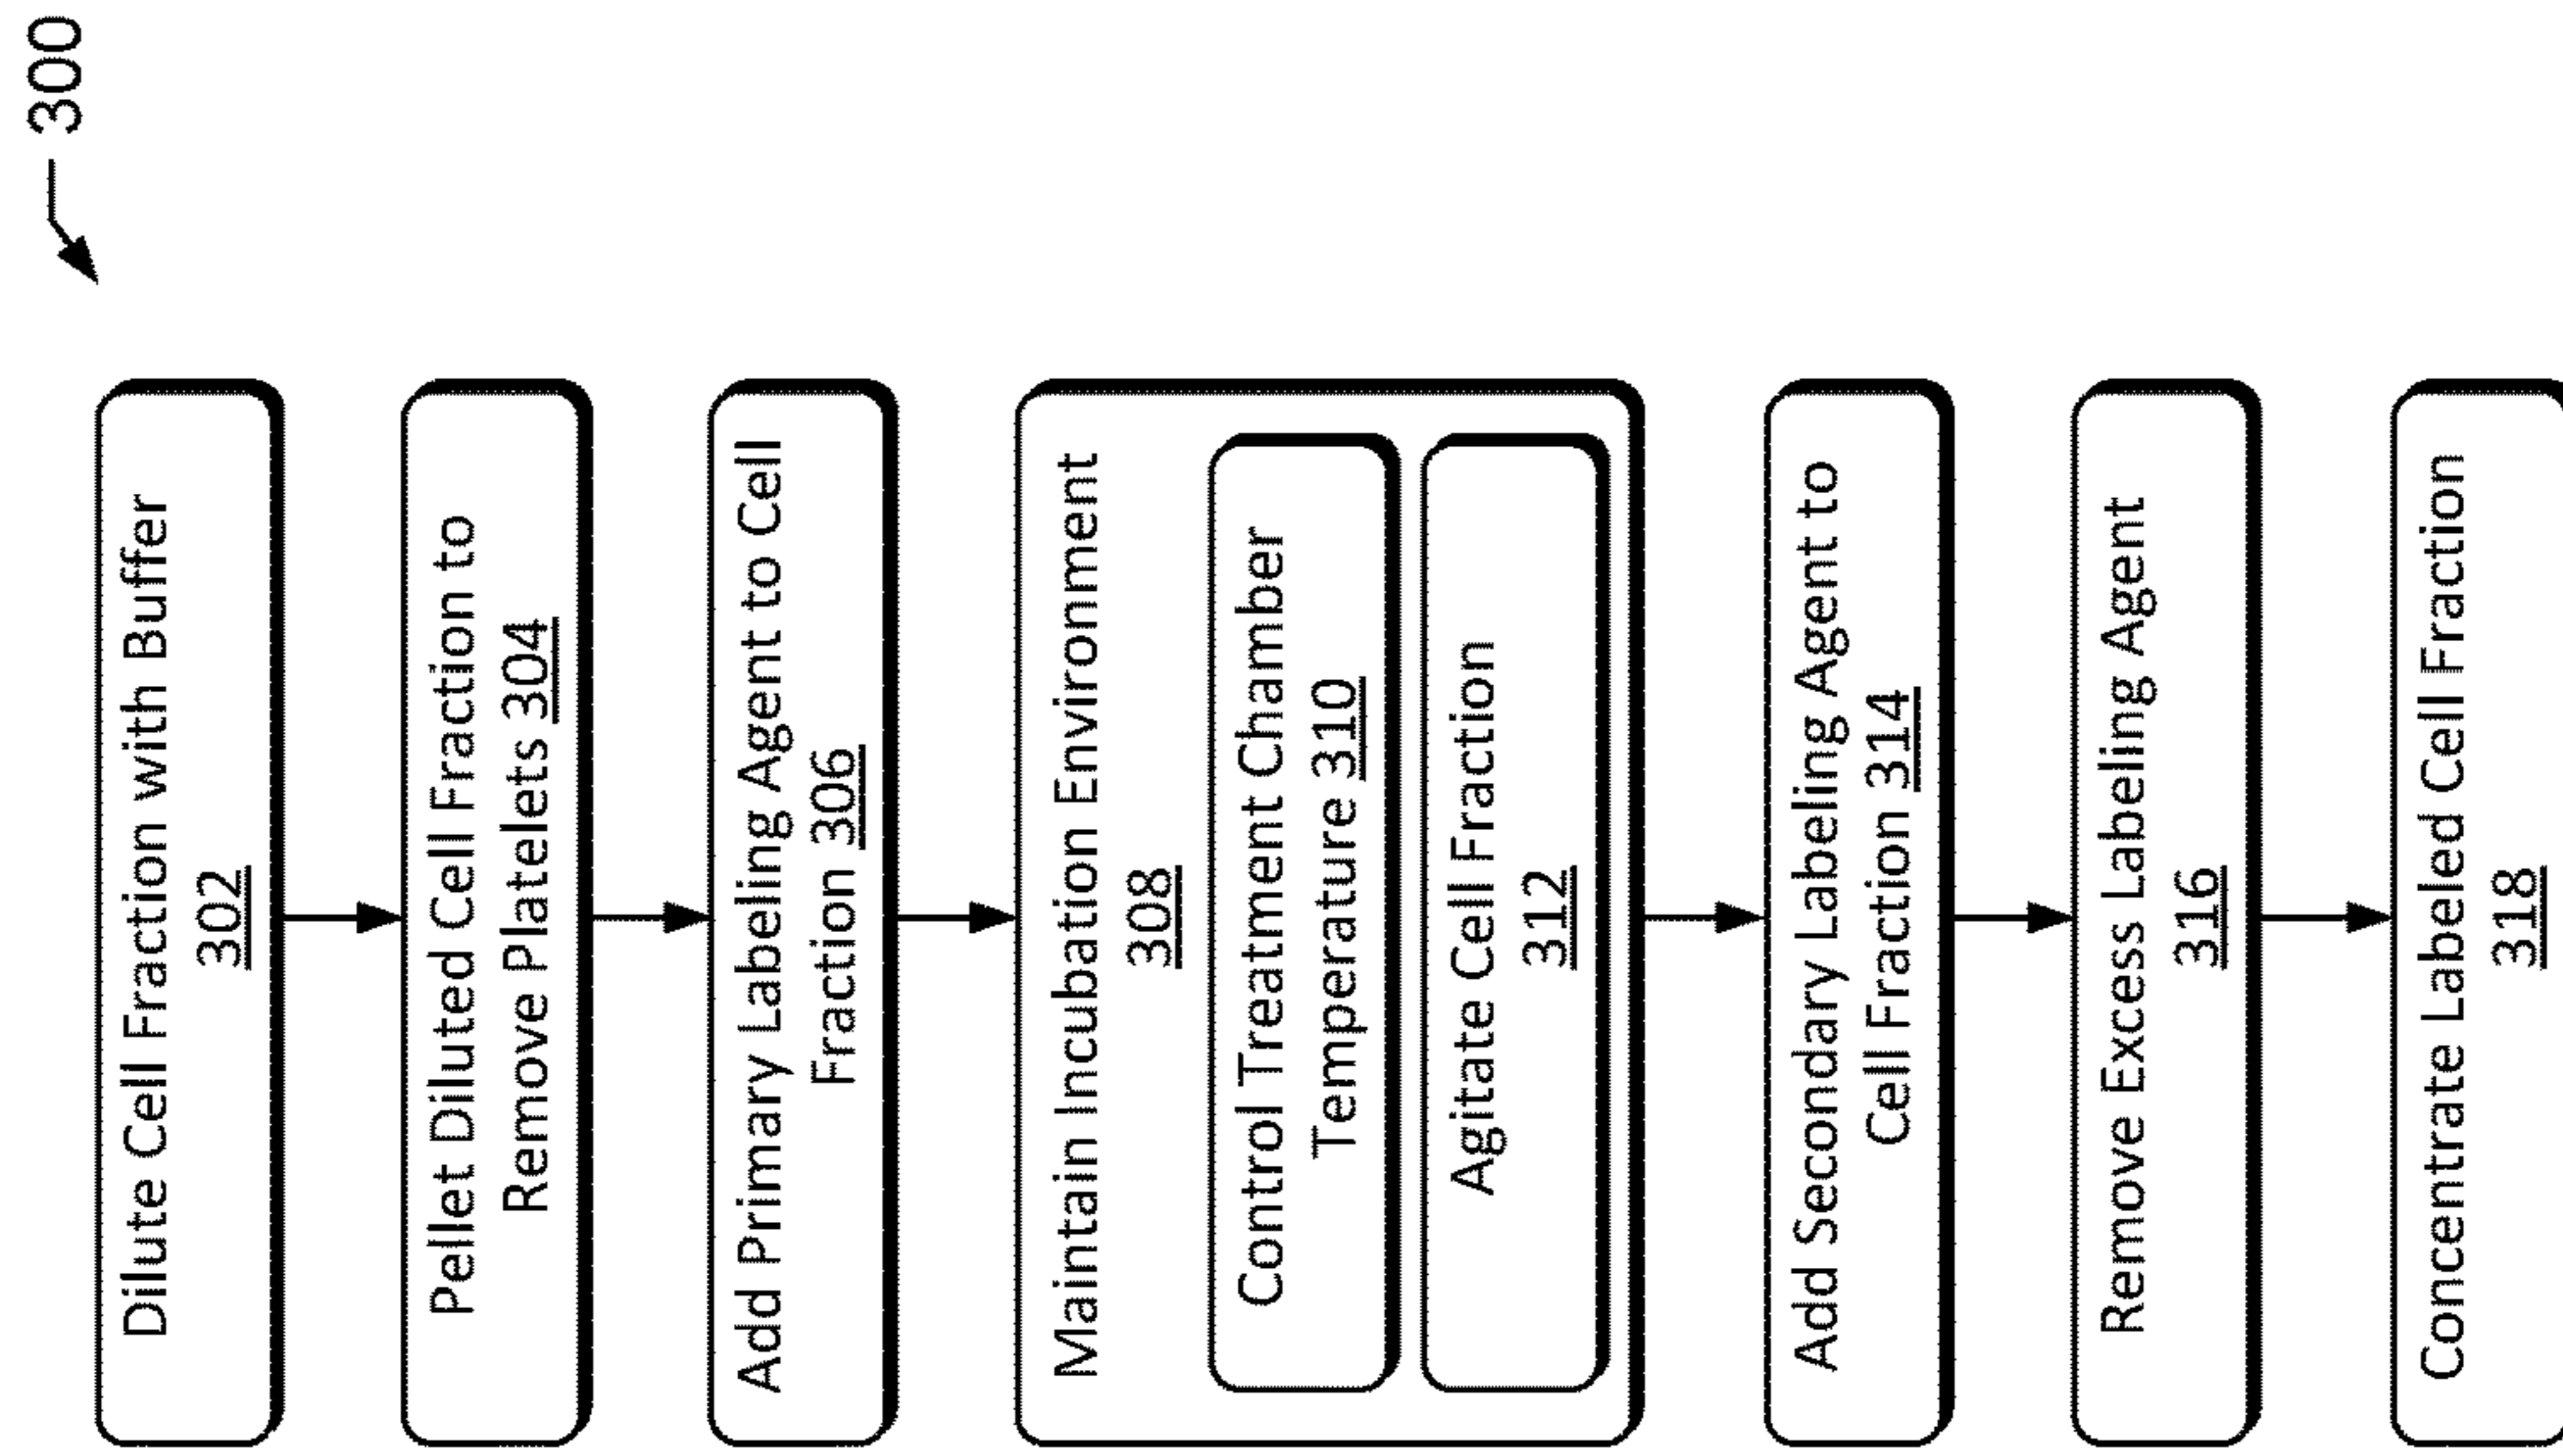 300
Dilute Cell Fraction with Buffer
302
Pellet Diluted Cell Fraction to
Remove Platelets 304
Add Primary Labeling Agent to Cell
Fraction 306
Maintain Incubation Environment
308
Control Treatment Chamber
Temperature 310
Agitate Cell Fraction
312
Add Secondary Labeling Agent to
Cell Fraction 314
Remove Excess Labeling Agent
316
Concentrate Labeled Cell Fraction
318